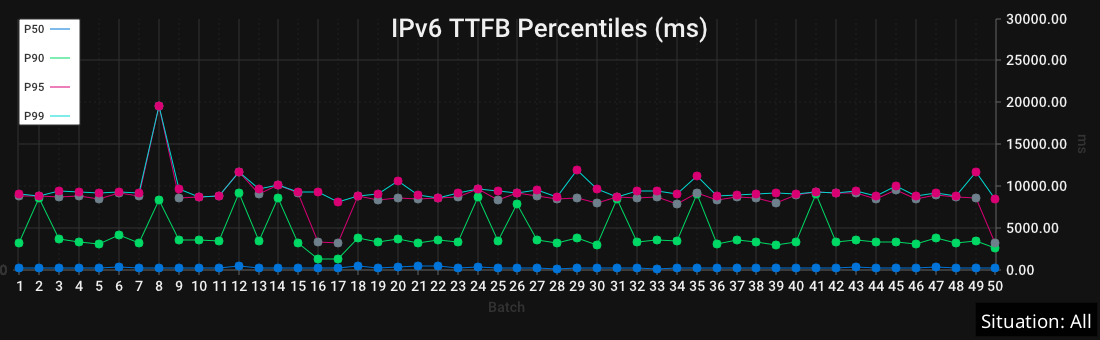 IPv6 TTFB Percentiles (ms)
P50
P90
P95
P99
30000.00
25000.00
20000.00
15000.00
10000.00
5000.00
0.00
ms
0
1 2 3 4 5 6 7 8 9 10 11 12 13 14 15 16 17 18 19 20 21 22 23 24 25 26 27 28 29 30 31 32 33 34 35 36 37 38 39 40 41 42 43 44 45 46 47 48 49 50
Batch
Situation: All